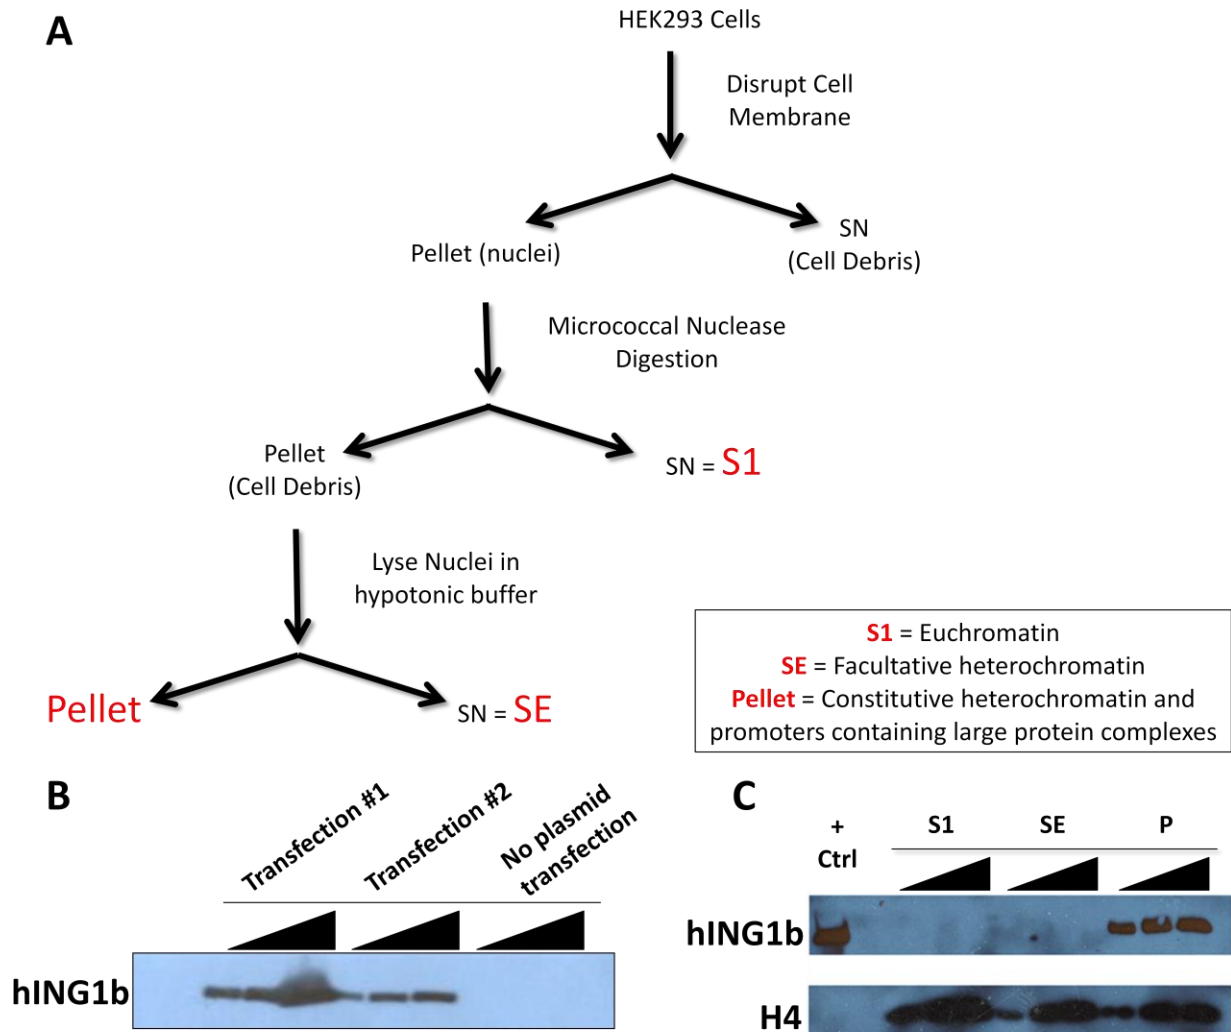 A
HEK293 Cells
Disrupt Cell
Membrane
Pellet (nuclei)
SN
(Cell Debris)
Micrococcal Nuclease
Digestion
Pellet
(Cell Debris)
SN = S1
Lyse Nuclei in
hypotonic buffer
Pellet
SN = SE
S1 = Euchromatin
SE = Facultative heterochromatin
Pellet = Constitutive heterochromatin and
promoters containing large protein complexes
B
Transfection #1
Transfection #2
No plasmid
transfection
hING1b
C
+
Ctrl
S1
SE
P
hING1b
H4